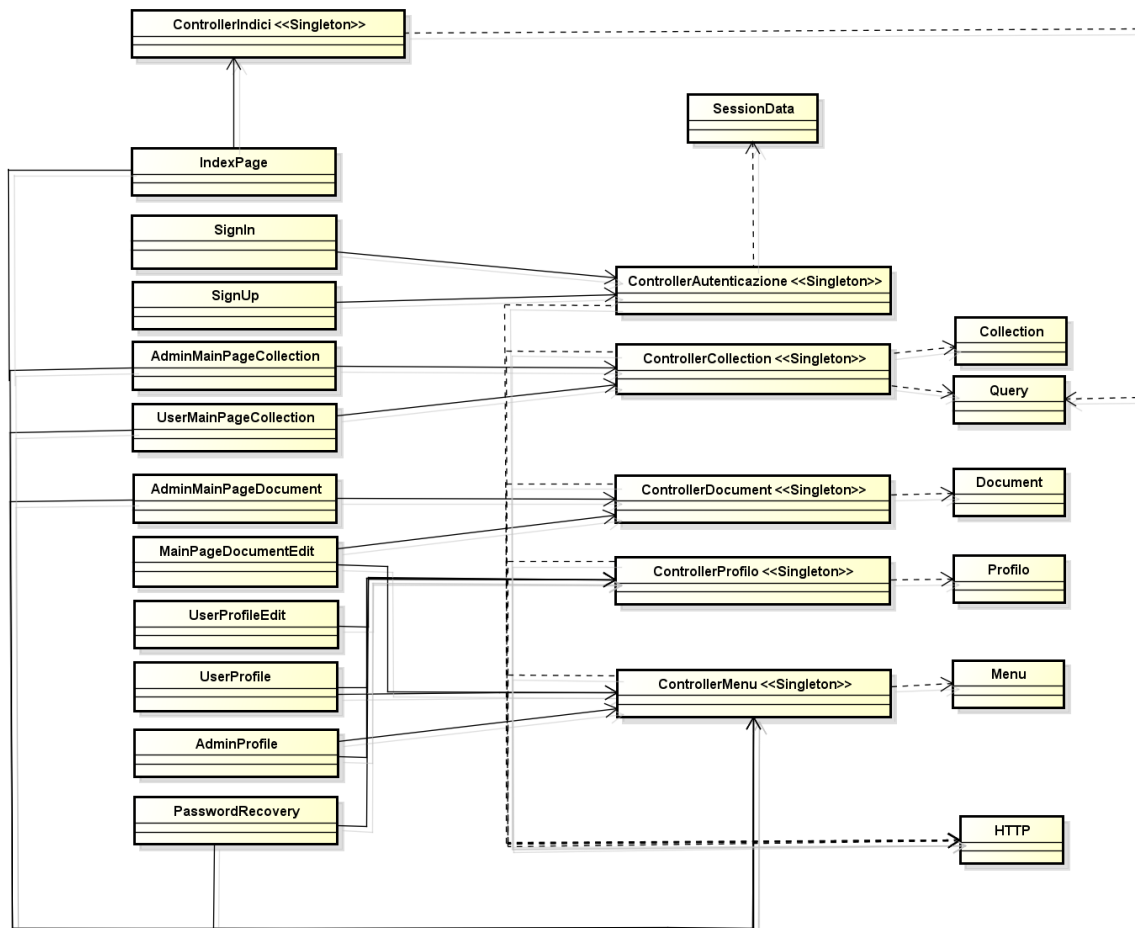 ControllerIndici <<Singleton>>
SessionData
IndexPage
SignIn
ControllerAutenticazione <<Singleton>>
SignUp
Collection
AdminMainPageCollection
ControllerCollection <<Singleton>>
Query
UserMainPageCollection
AdminMainPageDocument
ControllerDocument <<Singleton>>
Document
MainPageDocumentEdit
ControllerProfilo <<Singleton>>
Profilo
UserProfileEdit
UserProfile
ControllerMenu <<Singleton>>
Menu
AdminProfile
PasswordRecovery
HTTP